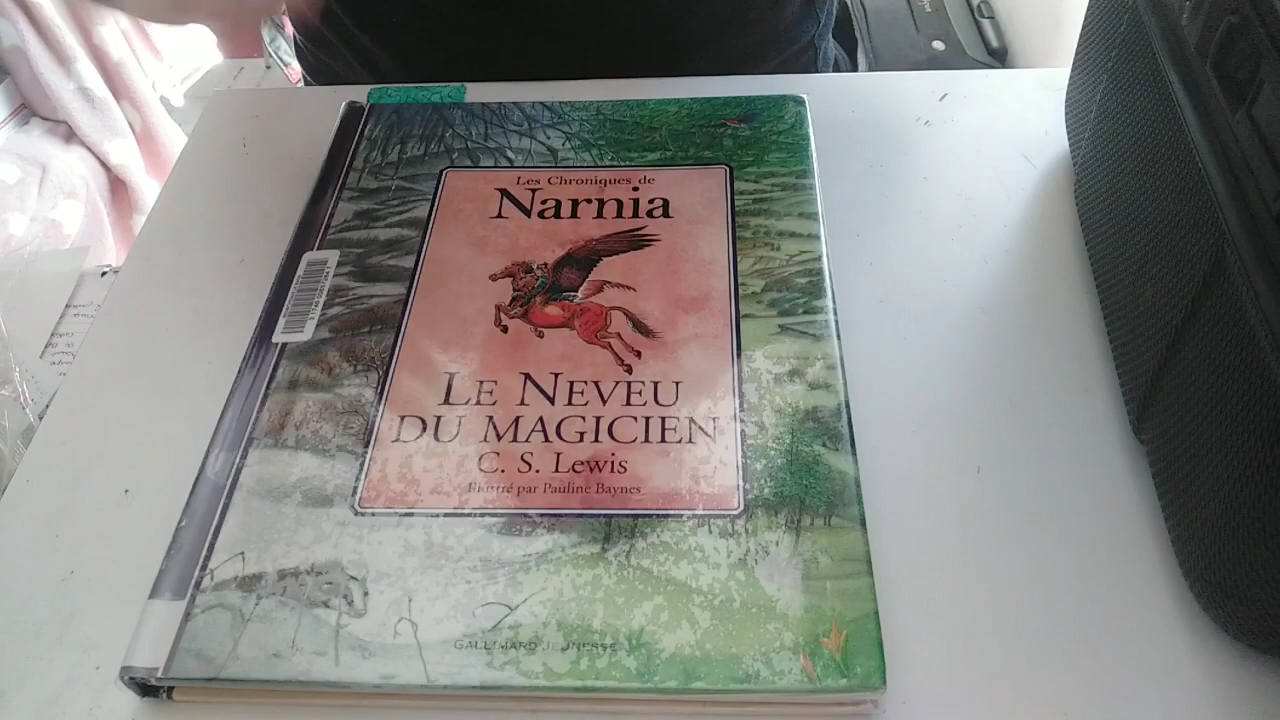 Les Chroniques de
Narnia
LE NEVEU
DU MAGICIEN
C. S. Lewis
Illustré par Pauline Baynes
GALLIMARD JEUNESSE